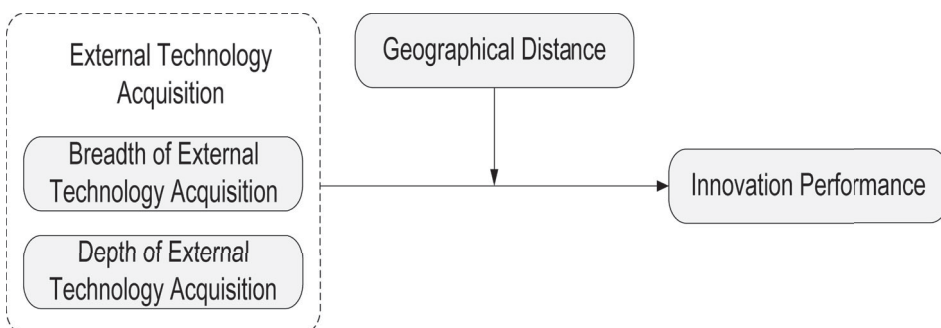 External Technology
Acquisition
Breadth of External
Technology Acquisition
Depth of External
Technology Acquisition
Geographical Distance
Innovation Performance